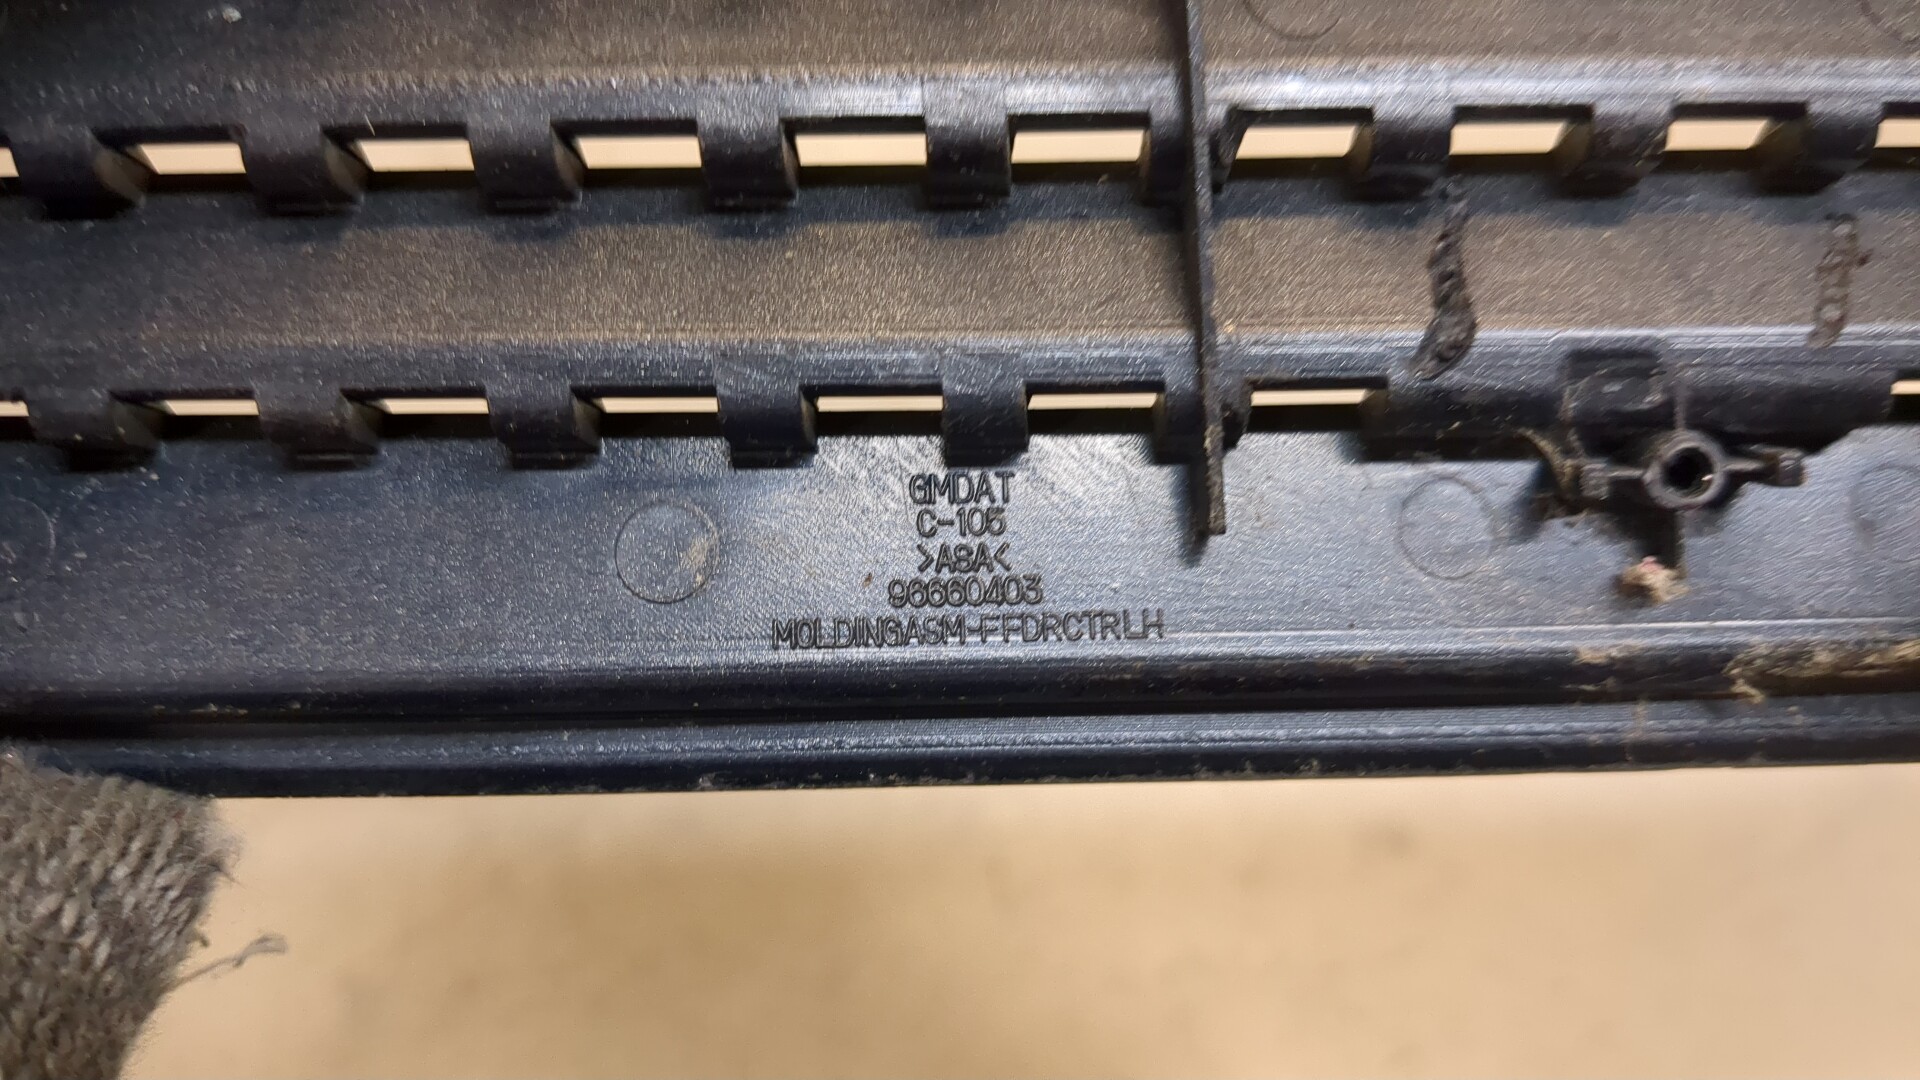 GMDAT
C-105
>ASA<
96660403
MOLDINGASM-FFDRCTRLH